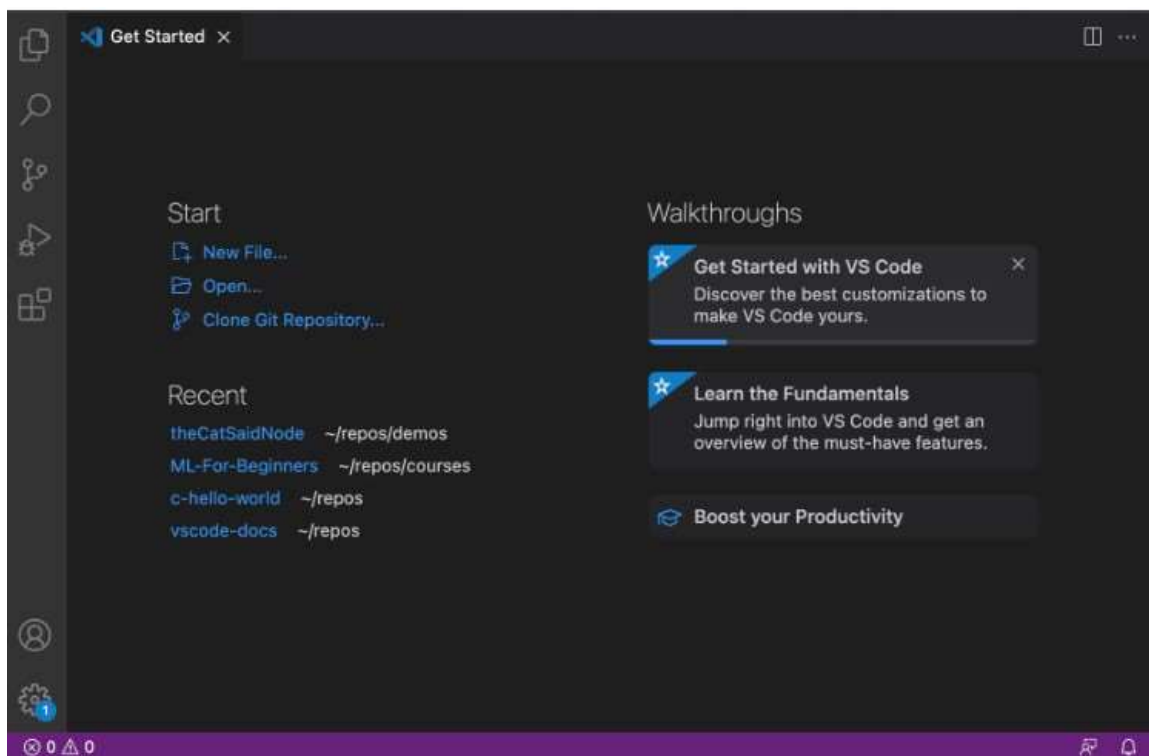 Get Started
Start
New File...
Open...
Clone Git Repository...
Recent
theCatSaidNode ~/repos/demos
ML-For-Beginners ~/repos/courses
c-hello-world ~/repos
vscode-docs ~/repos
Walkthroughs
Get Started with VS Code
Discover the best customizations to
make VS Code yours.
Learn the Fundamentals
Jump right into VS Code and get an
overview of the must-have features.
Boost your Productivity
1
0 0